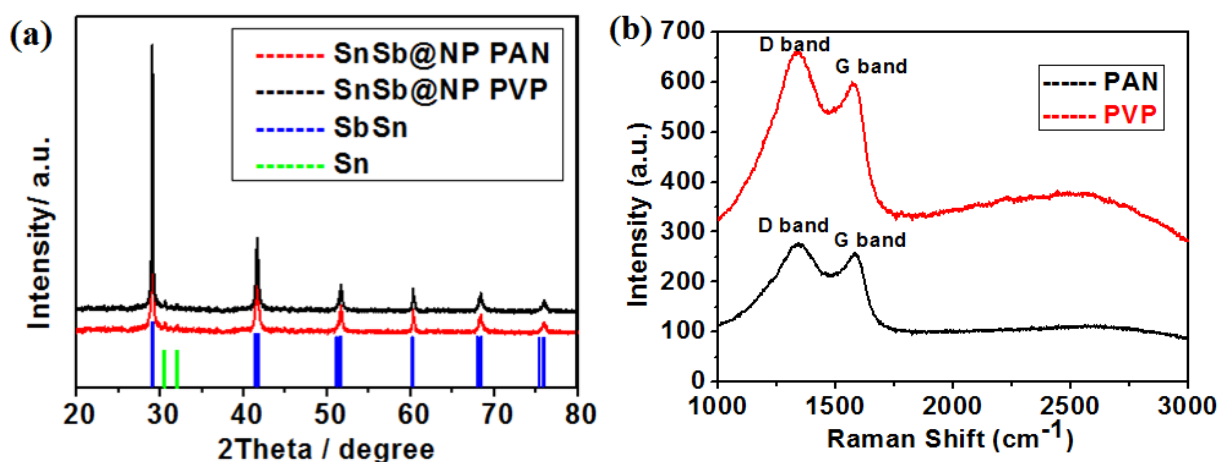 (a)
SnSb@NP PAN
SnSb@NP PVP
SbSn
Sn
Intensity/ a.u.
20 30 40 50 60 70 80
2Theta / degree
(b)
700
600
500
400
300
200
100
0
D band
G band
D band
G band
PAN
PVP
Intensity (a.u.)
1000 1500 2000 2500 3000
Raman Shift (cm⁻¹)